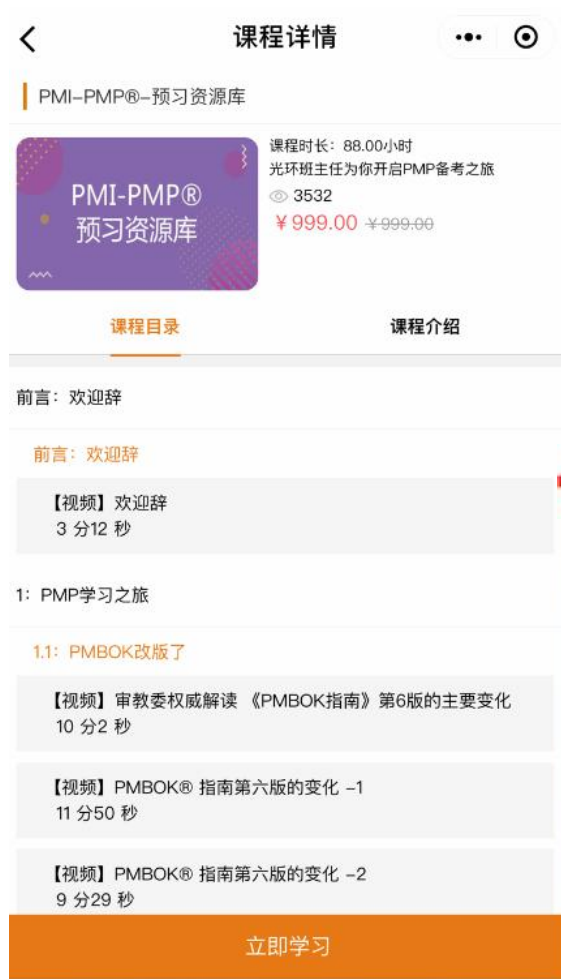 课程详情
PMI-PMP®-预习资源库
PMI-PMP®
预习资源库
课程时长：88.00小时
光环班主任为你开启PMP备考之旅
3532
￥999.00 ￥999.00
课程目录
课程介绍
前言：欢迎辞
前言：欢迎辞
【视频】欢迎辞
3 分12 秒
1：PMP学习之旅
1.1：PMBOK改版了
【视频】审教委权威解读 《PMBOK指南》第6版的主要变化
10 分2 秒
【视频】PMBOK® 指南第六版的变化 -1
11 分50 秒
【视频】PMBOK® 指南第六版的变化 -2
9 分29 秒
立即学习